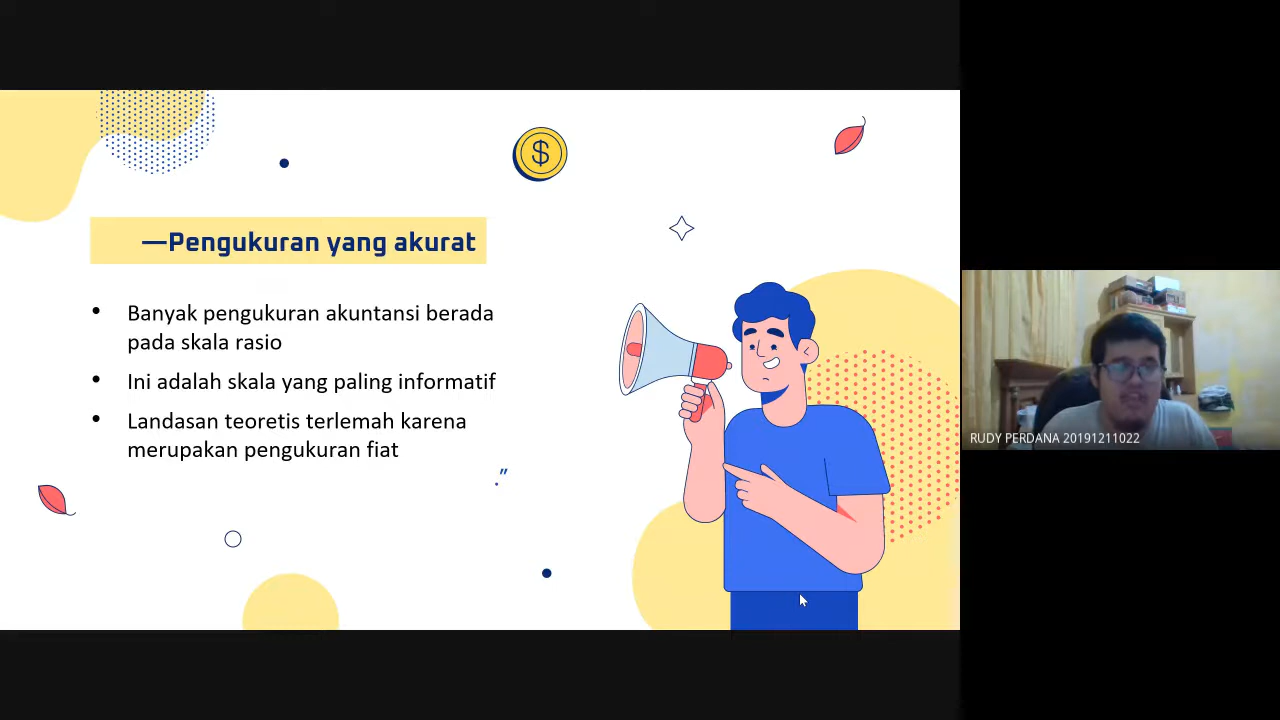 $
—Pengukuran yang akurat
• Banyak pengukuran akuntansi berada
pada skala rasio
• Ini adalah skala yang paling informatif
• Landasan teoretis terlemah karena
merupakan pengukuran fiat
.”
RUDY PERDANA 20191211022